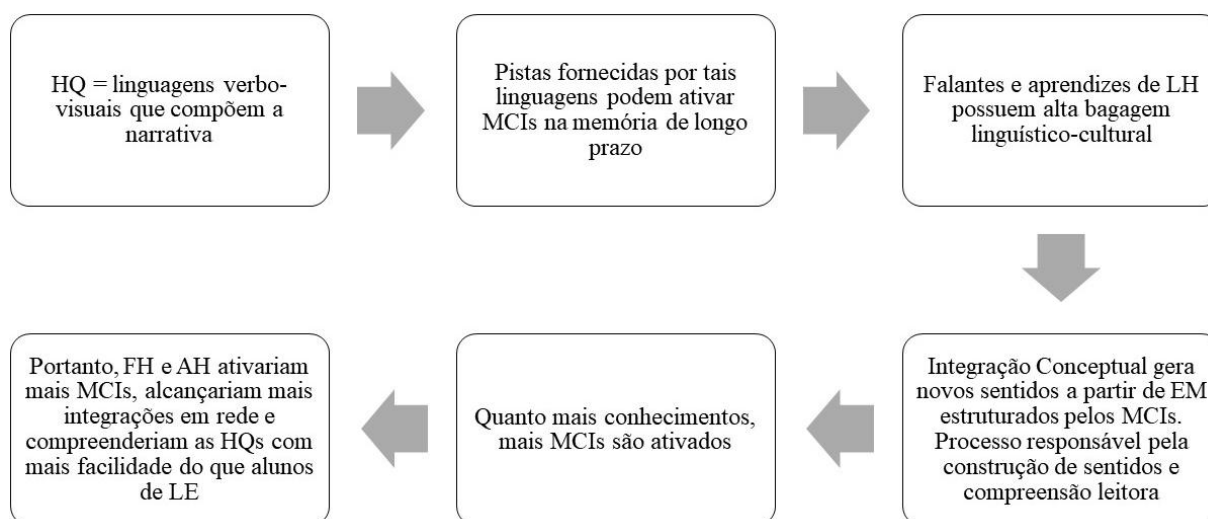 HQ = linguagens verbo-
visuais que compõem a
narrativa
Pistas fornecidas por tais
linguagens podem ativar
MCIs na memória de longo
prazo
Falantes e aprendizes de LH
possuem alta bagagem
linguístico-cultural
Integração Conceptual gera
novos sentidos a partir de EM
estruturados pelos MCIs.
Processo responsável pela
construção de sentidos e
compreensão leitora
Quanto mais conhecimentos,
mais MCIs são ativados
Portanto, FH e AH ativariam
mais MCIs, alcançariam mais
integrações em rede e
compreenderiam as HQs com
mais facilidade do que alunos
de LE